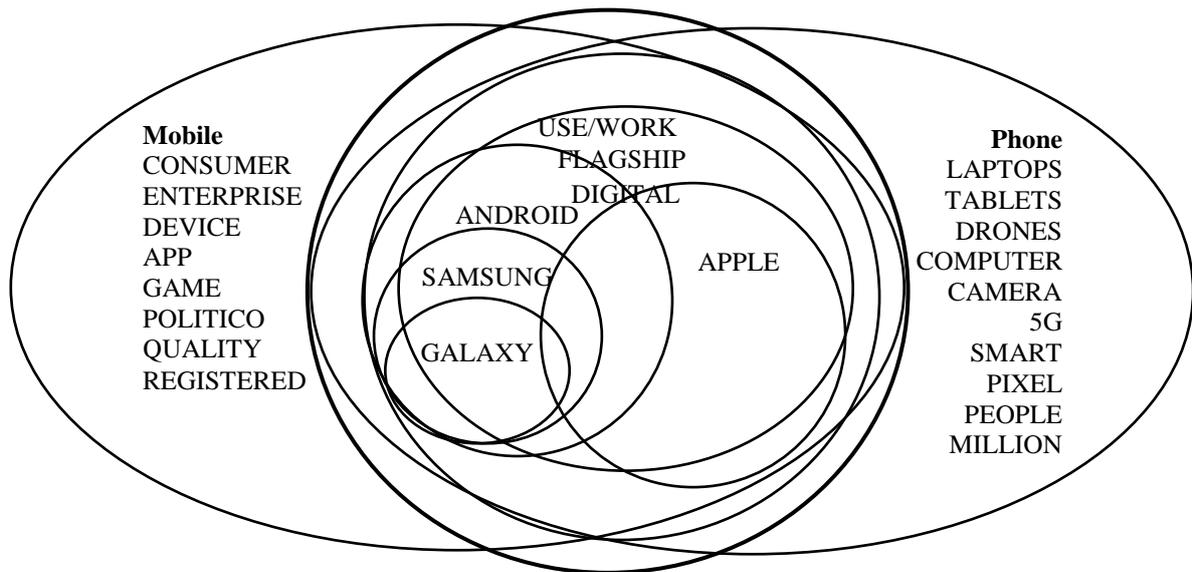 Mobile
CONSUMER
ENTERPRISE
DEVICE
APP
GAME
POLITICO
QUALITY
REGISTERED
USE/WORK
FLAGSHIP
DIGITAL
ANDROID
SAMSUNG
GALAXY
APPLE
Phone
LAPTOPS
TABLETS
DRONES
COMPUTER
CAMERA
5G
SMART
PIXEL
PEOPLE
MILLION